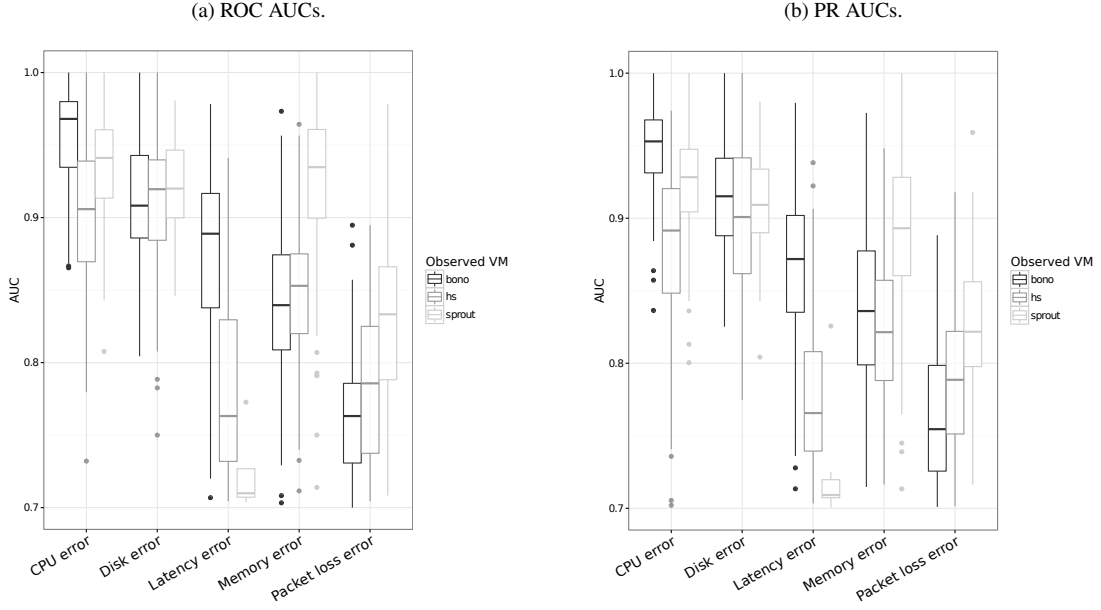 (a) ROC AUCs.
1.0
0.9
0.8
0.7
AUC
CPU error
Disk error
Latency error
Memory error
Packet loss error
Observed VM
bono
hs
sprout
(b) PR AUCs.
1.0
0.9
0.8
0.7
AUC
CPU error
Disk error
Latency error
Memory error
Packet loss error
Observed VM
bono
hs
sprout